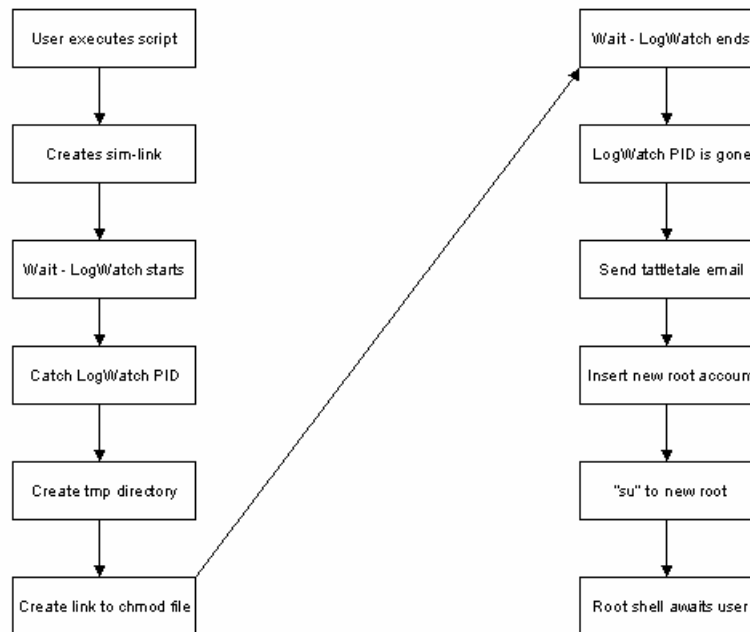 User executes script
Creates sim-link
Wait - LogWatch starts
Catch LogWatch PID
Create tmp directory
Create link to chmod file
Wait - LogWatch ends
LogWatch PID is gone
Send tattletale email
Insert new root account
"su" to new root
Root shell awaits user